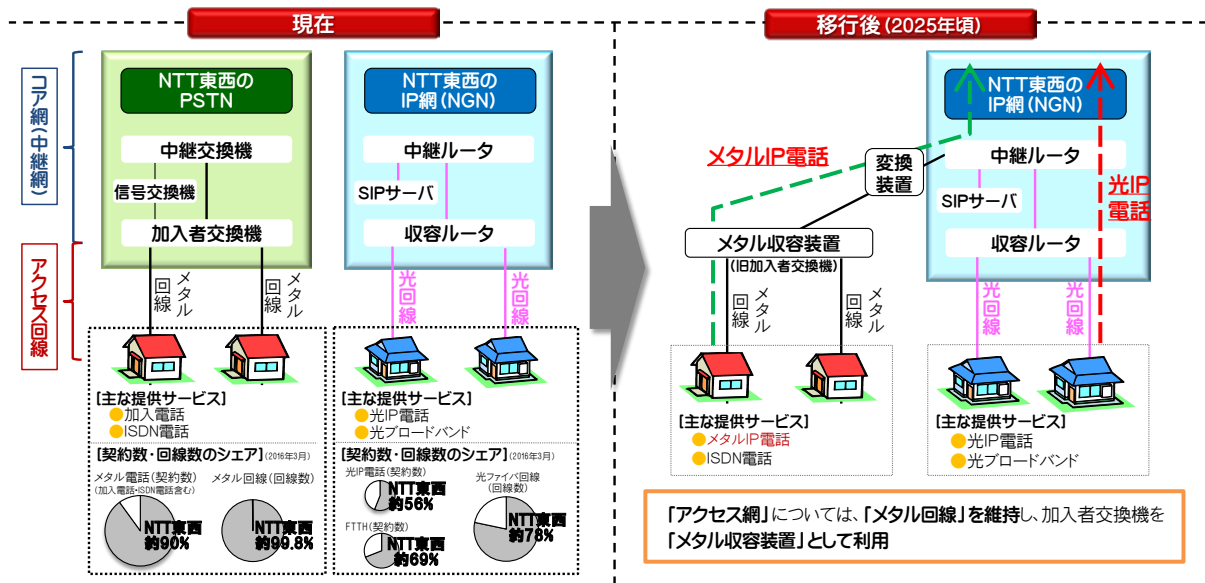 現在
コア網(中継網)
アクセス回線
NTT東西の
PSTN
中継交換機
信号交換機
加入者交換機
メタル
回線
メタル
回線
NTT東西の
IP網(NGN)
中継ルータ
SIPサーバ
収容ルータ
光回線
光回線
[主な提供サービス]
●加入電話
●ISDN電話
[契約数・回線数のシェア](2016年3月)
メタル電話(契約数)
(加入電話・ISDN電話含む)
NTT東西
約90%
メタル回線(回線数)
NTT東西
約99.8%
[主な提供サービス]
●光IP電話
●光ブロードバンド
[契約数・回線数のシェア](2016年3月)
光IP電話(契約数)
NTT東西
約56%
FTTH(契約数)
NTT東西
約69%
光ファイバ回線
(回線数)
NTT東西
約78%
移行後(2025年頃)
NTT東西の
IP網(NGN)
メタルIP電話
変換
装置
中継ルータ
SIPサーバ
収容ルータ
光IP
電話
メタル収容装置
(旧加入者交換機)
メタル
回線
メタル
回線
光回線
光回線
[主な提供サービス]
●メタルIP電話
●ISDN電話
[主な提供サービス]
●光IP電話
●光ブロードバンド
「アクセス網」については、「メタル回線」を維持し、加入者交換機を
「メタル収容装置」として利用